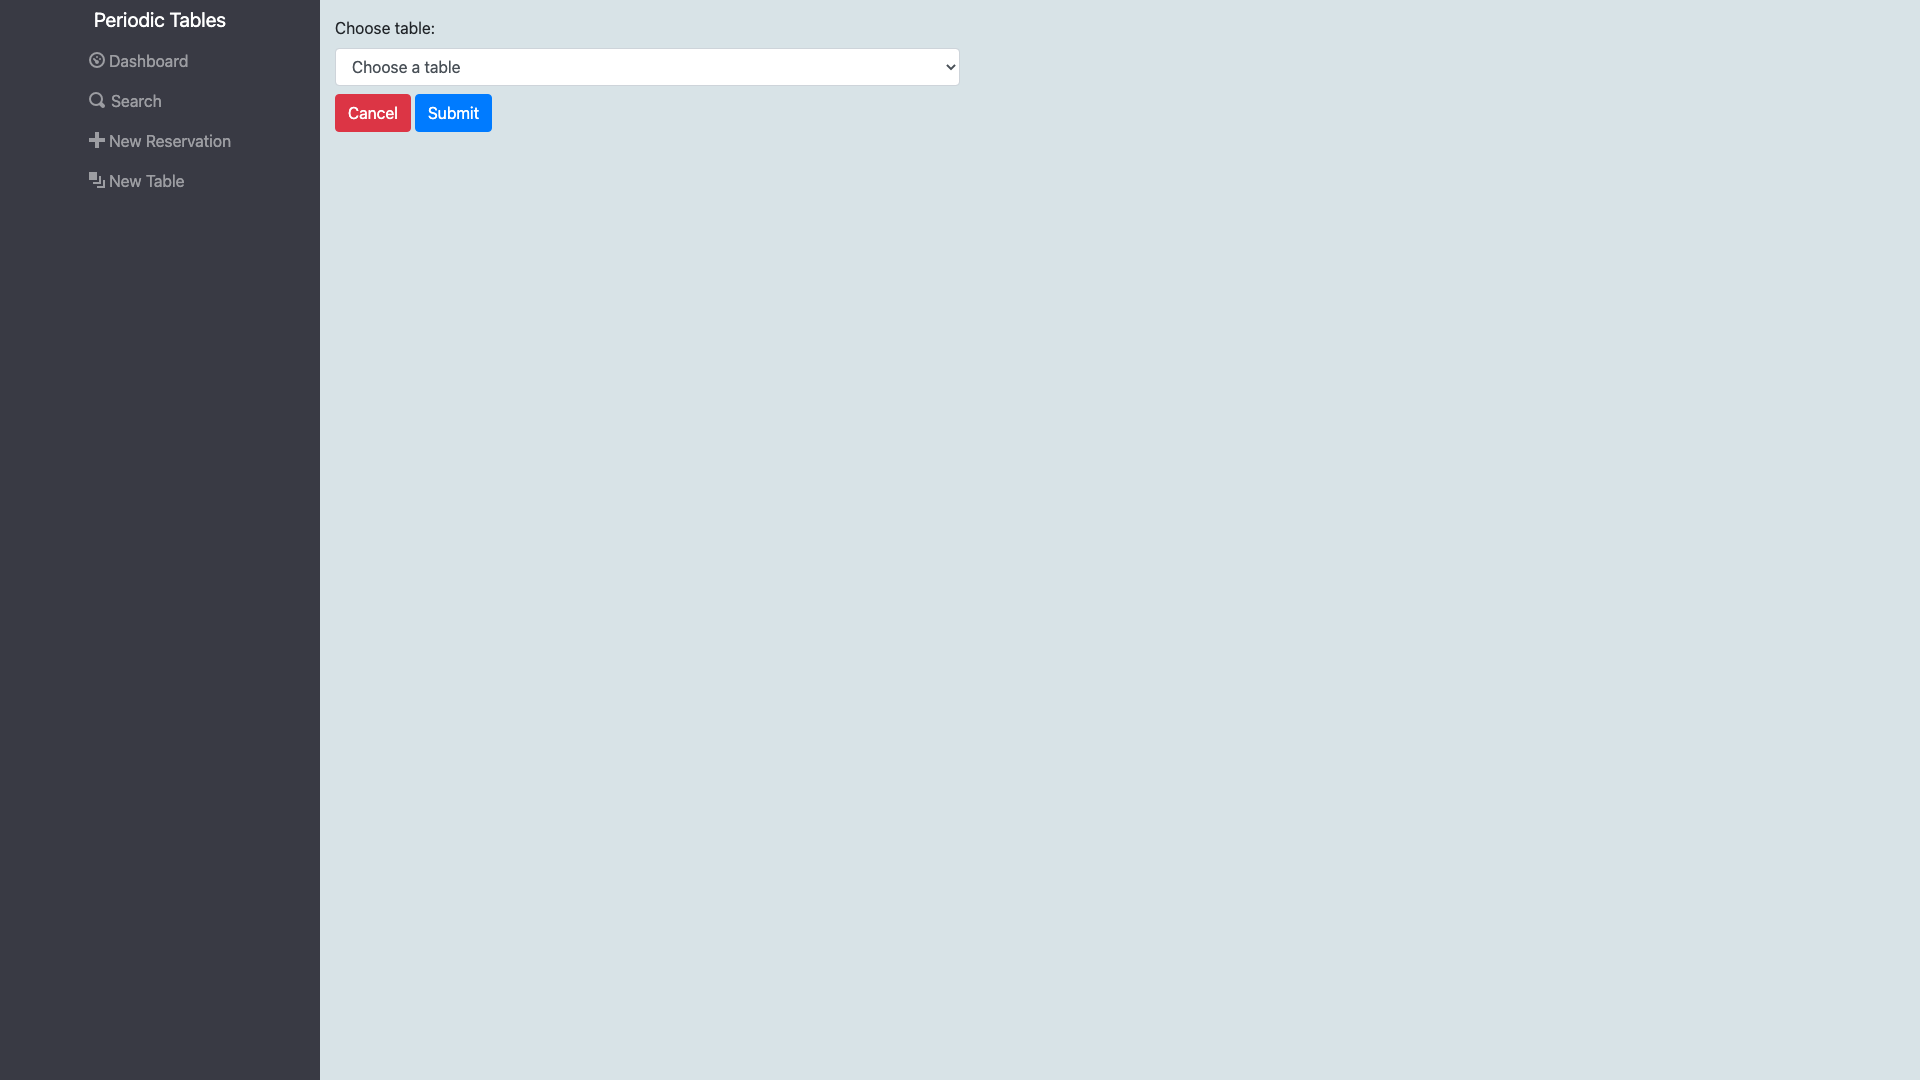 Periodic Tables
Dashboard
Search
New Reservation
New Table
Choose table:
Choose a table
Cancel Submit